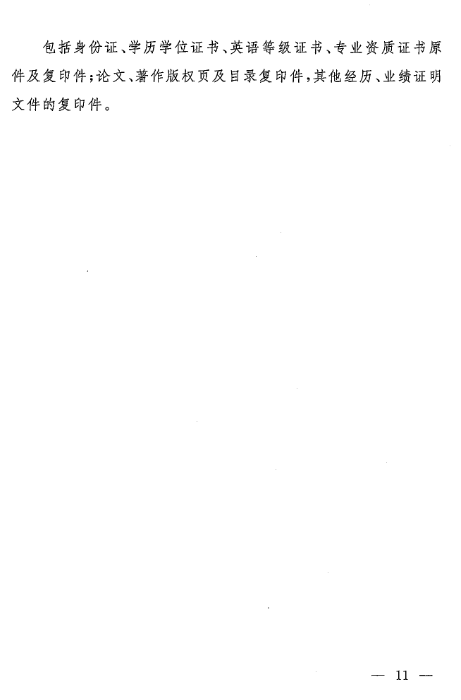 包括身份证、学历学位证书、英语等级证书、专业资质证书原
件及复印件;论文、著作版权页及目录复印件,其他经历、业绩证明
文件的复印件。
— 11 —